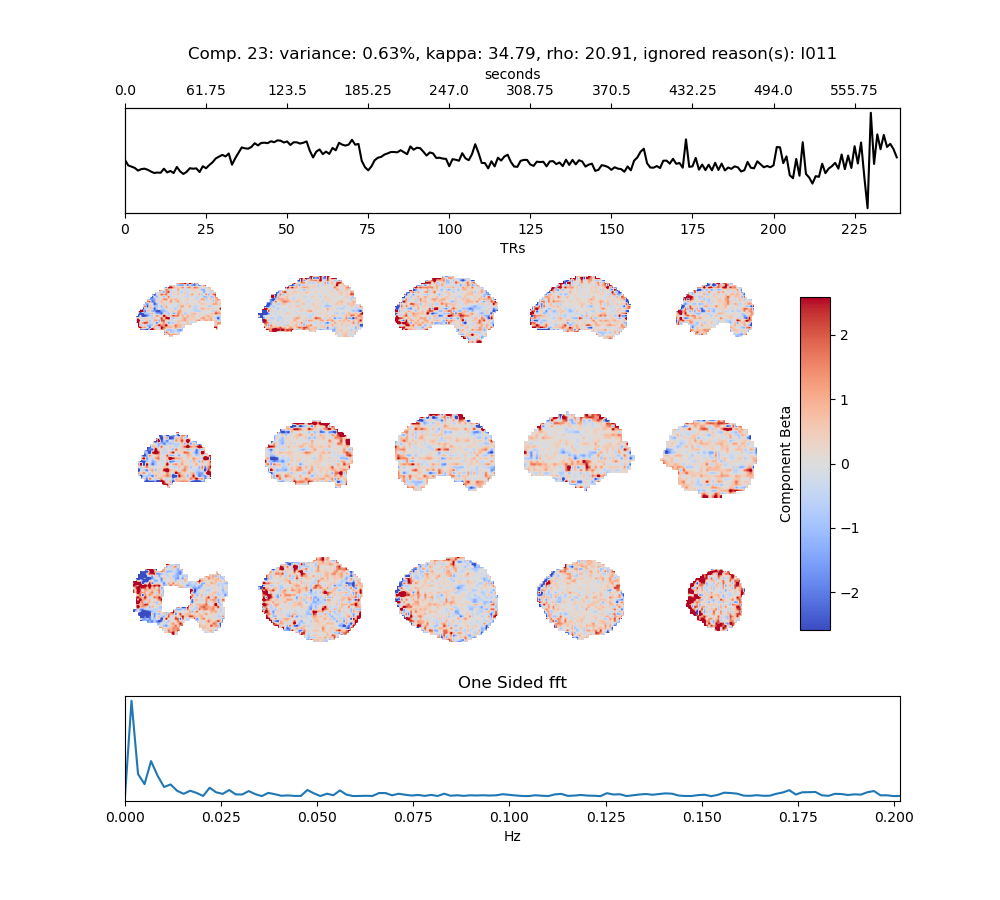 Comp. 23: variance: 0.63%, kappa: 34.79, rho: 20.91, ignored reason(s): I011
seconds
0.0 61.75 123.5 185.25 247.0 308.75 370.5 432.25 494.0 555.75
0 25 50 75 100 125 150 175 200 225
TRs
2
1
0
−1
−2
Component Beta
One Sided fft
0.000 0.025 0.050 0.075 0.100 0.125 0.150 0.175 0.200
Hz